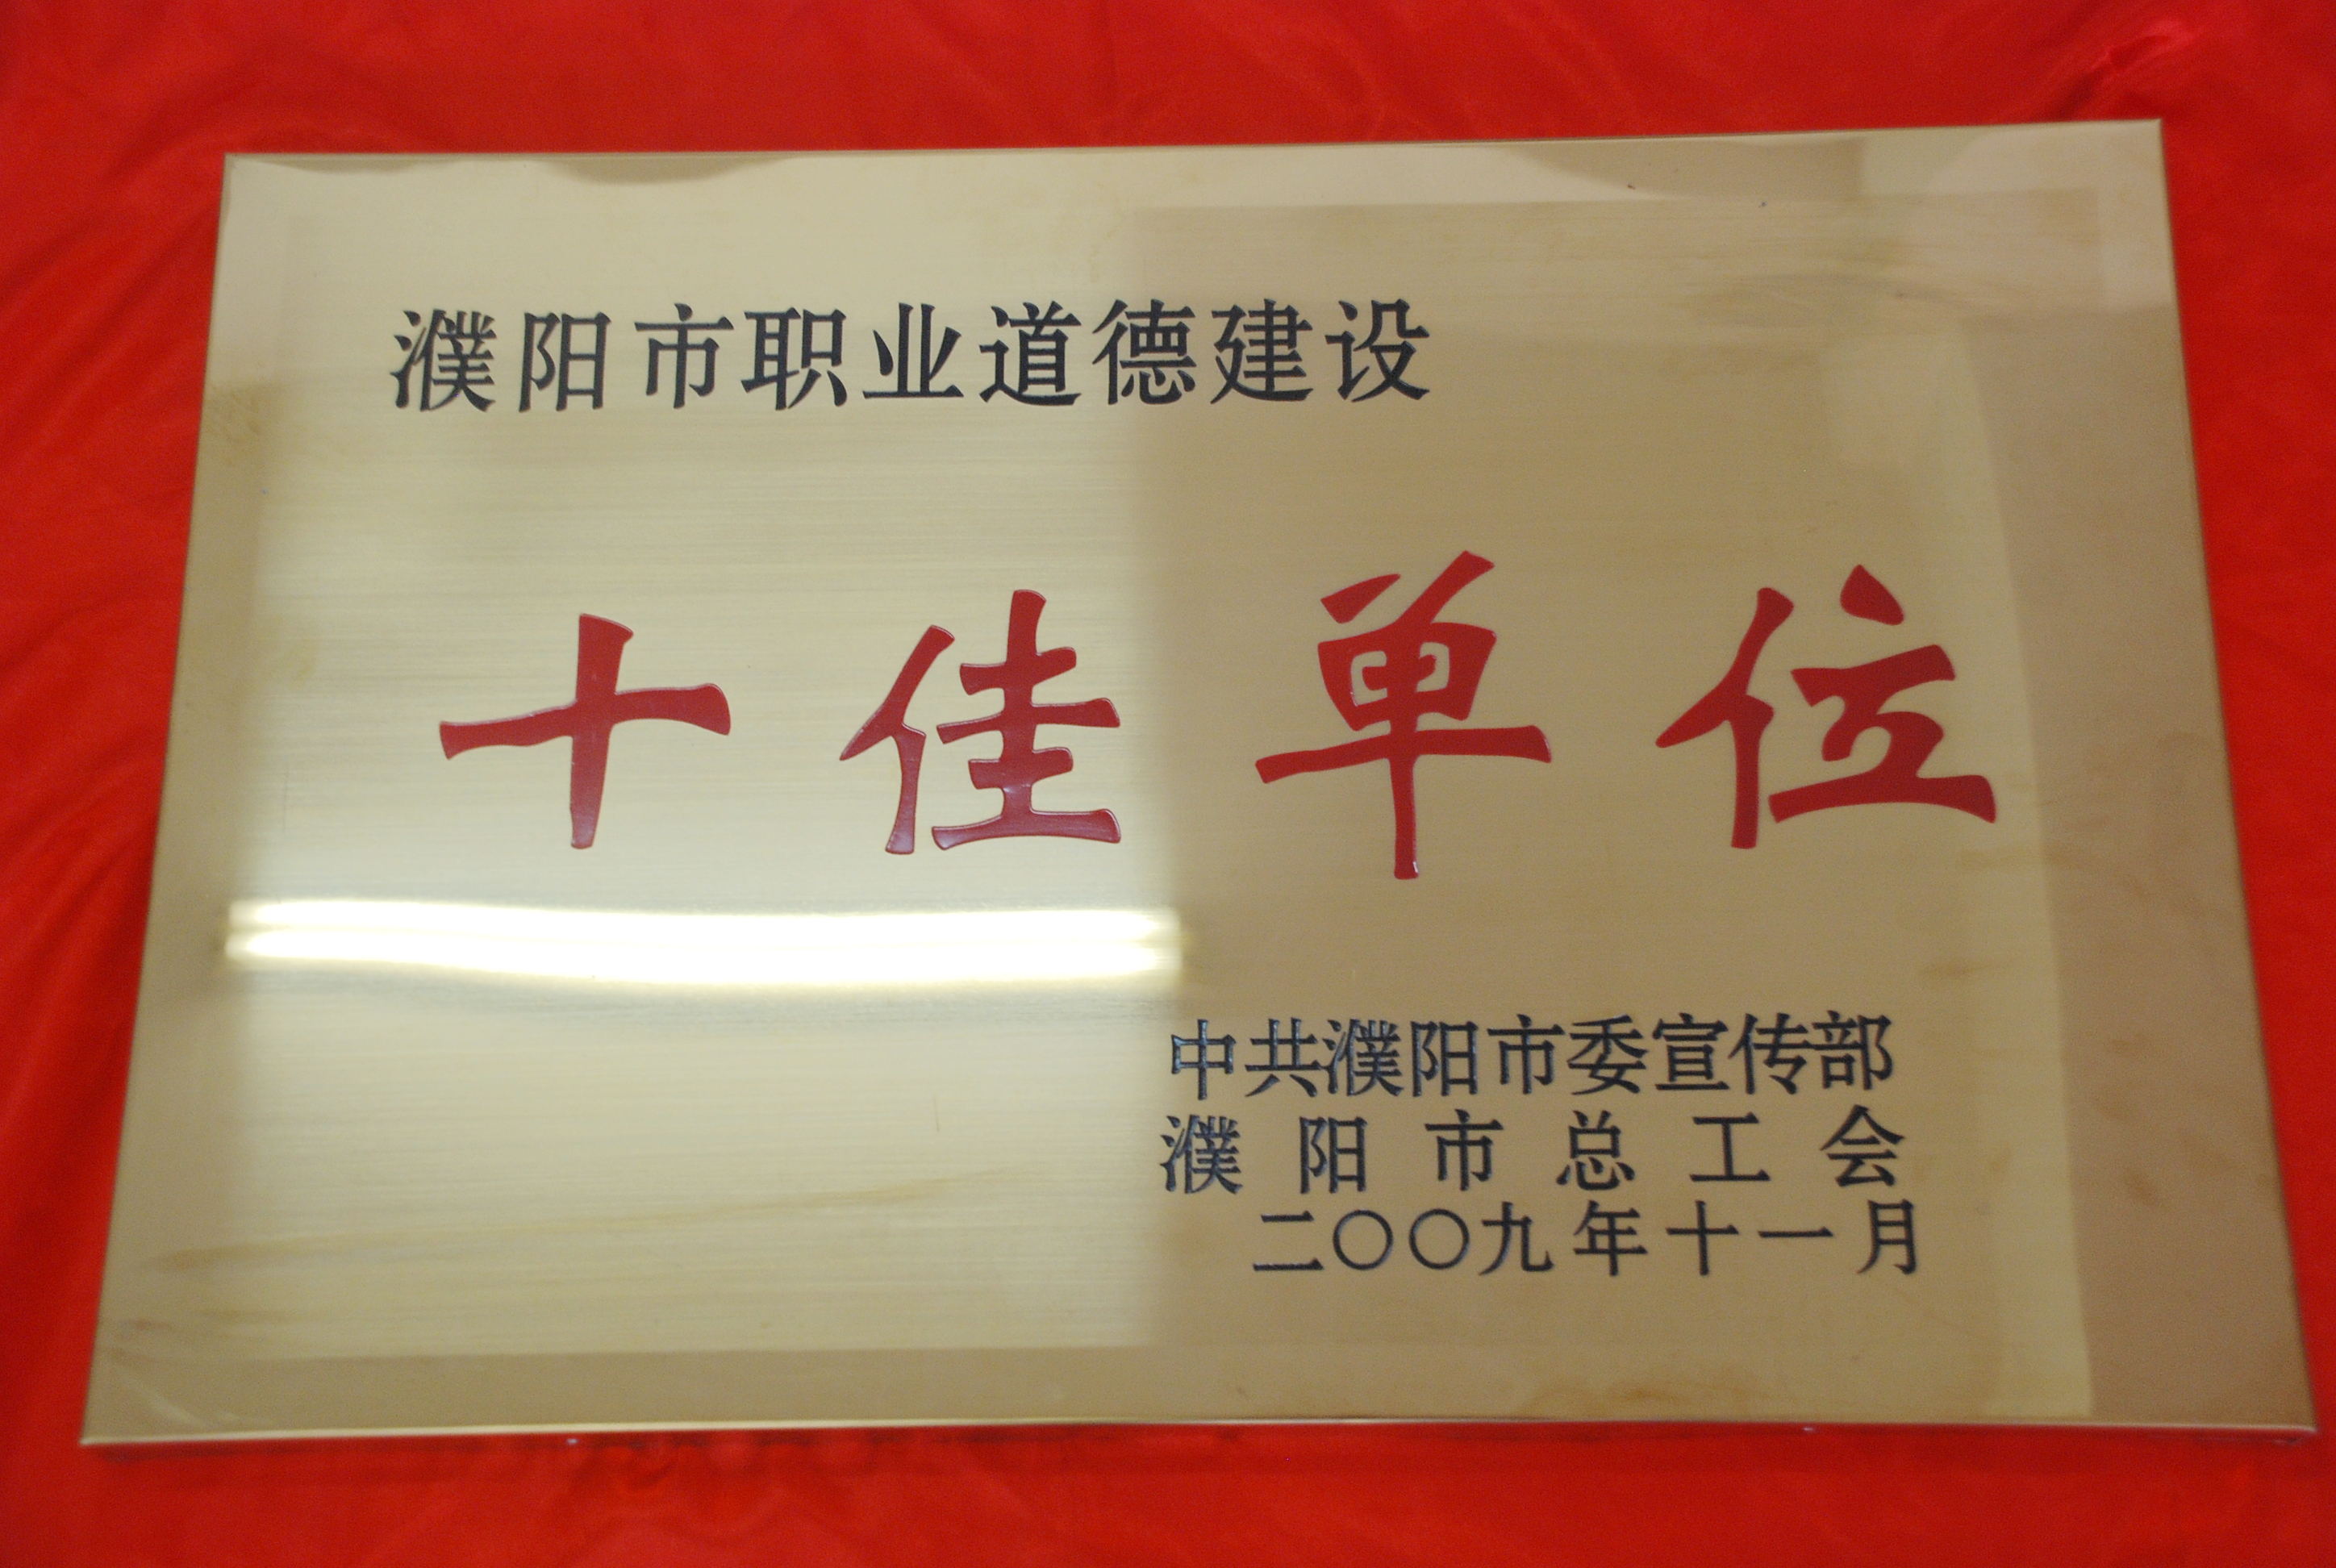 濮阳市职业道德建设
十佳单位
中共濮阳市委宣传部
濮阳市总工会
二〇〇九年十一月